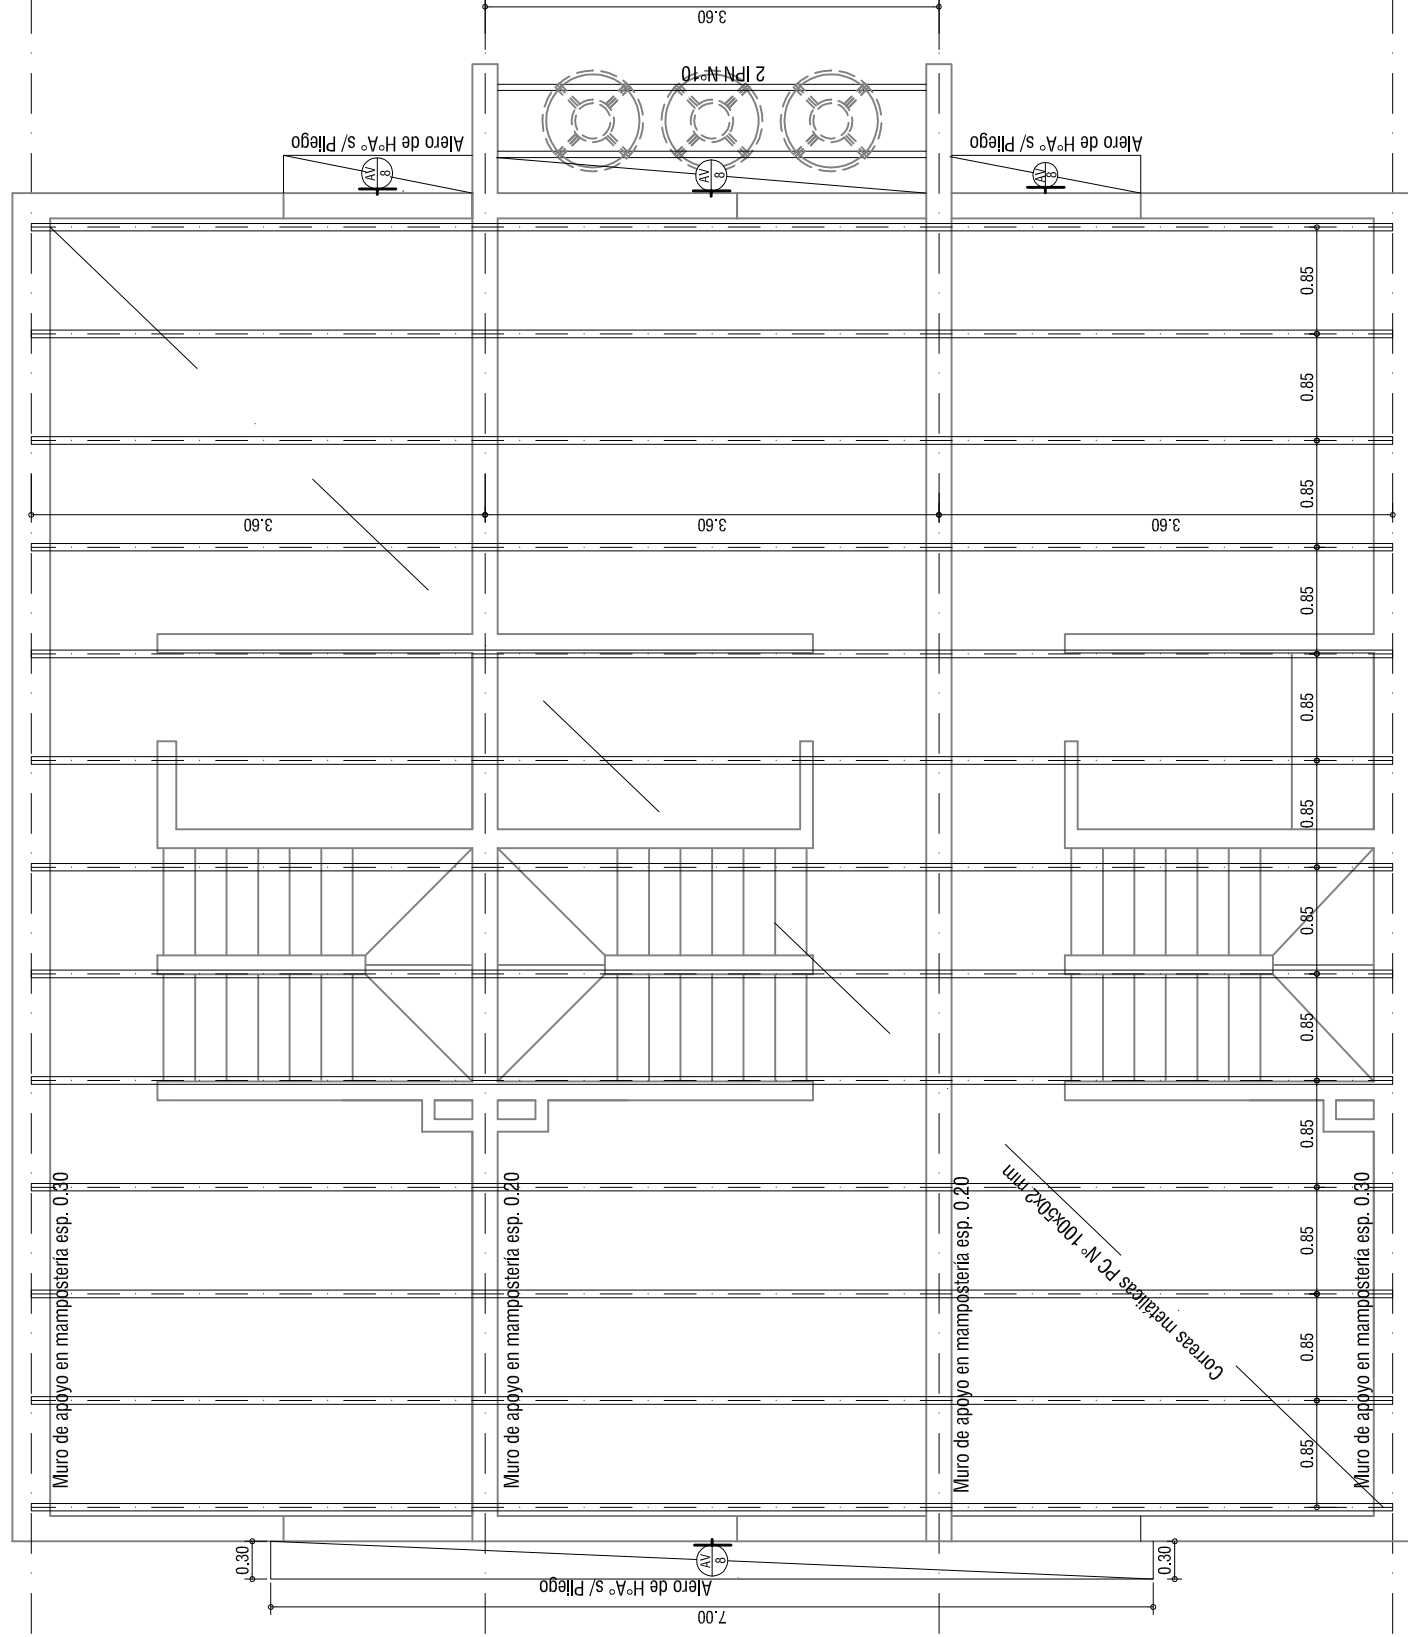 3.60
2 IPN N°10
Alero de H°A° s/ Pliego
Alero de H°A° s/ Pliego
AV
8
AV
8
AV
8
0.85
0.85
0.85
3.60
3.60
3.60
0.85
0.85
0.85
0.85
0.85
0.85
0.85
0.85
0.85
Muro de apoyo en mampostería esp. 0.30
Muro de apoyo en mampostería esp. 0.20
Muro de apoyo en mampostería esp. 0.20
Muro de apoyo en mampostería esp. 0.30
Correas metálicas PC N° 100x50x2 mm
0.30
AV
8
0.30
Alero de H°A° s/ Pliego
7.00